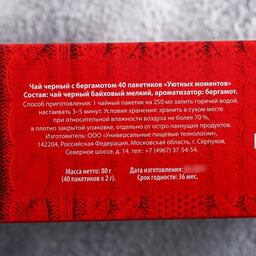 Чай черный с бергамотом 40 пакетиков «Уютных моментов»
Состав: чай черный байховый мелкий, ароматизатор: бергамот.
Способ приготовления: 1 чайный пакетик на 250 мл залить горячей водой,
настаивать 3–5 минут. Условия хранения: хранить в сухом месте
при относительной влажности воздуха не более 70 %,
в плотно закрытой упаковке, отдельно от остро пахнущих продуктов.
Изготовитель: ООО «Универсальные пищевые технологии»,
142204, Российская Федерация, Московская область, г. Серпухов,
Северное шоссе, д. 14, тел.: +7 (4967) 37-54-54.
Масса нетто: 80 г
(40 пакетиков х 2 г).
Дата изготовления:
Срок годности: 36 мес.